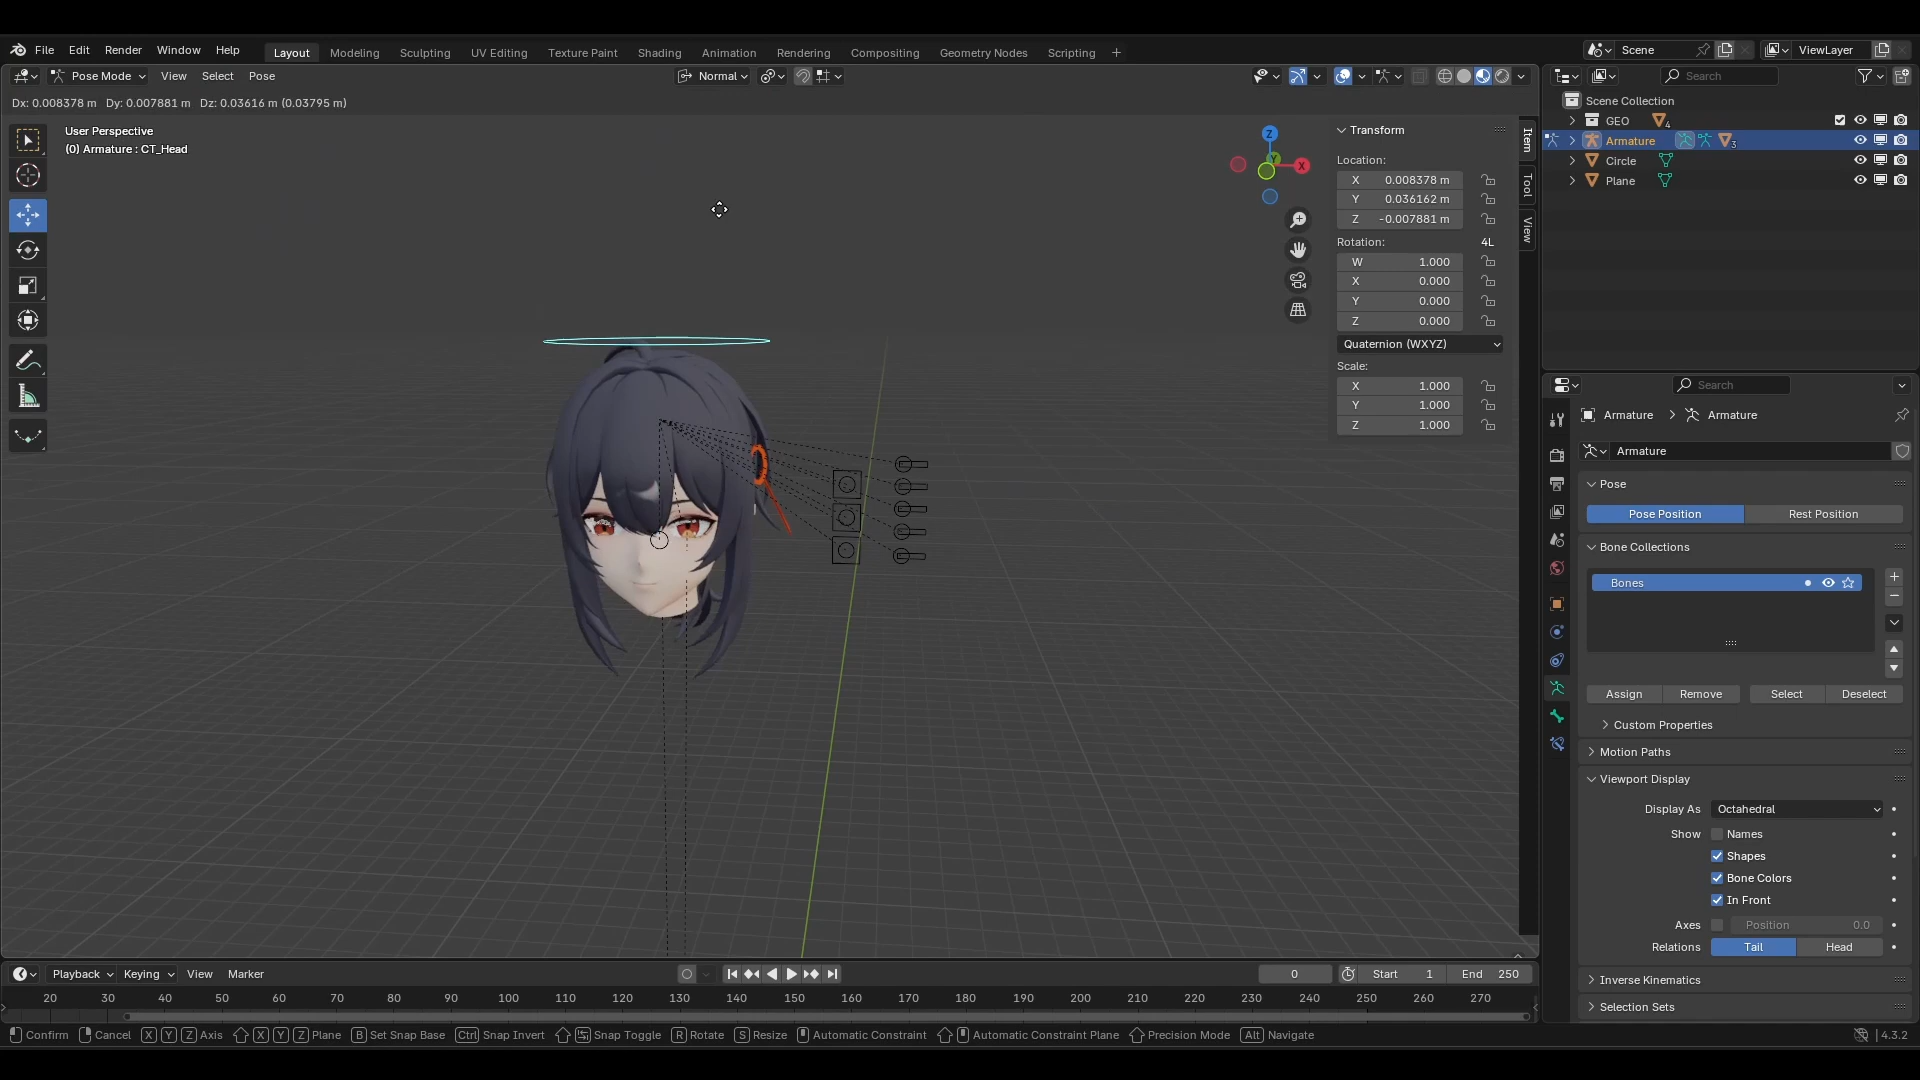 File Edit Render Window Help Layout Modeling Sculpting UV Editing Texture Paint Shading Animation Rendering Compositing Geometry Nodes Scripting + Scene ViewLayer
Pose Mode View Select Pose Normal Search
Dx: 0.008378 m Dy: 0.007881 m Dz: 0.03616 m (0.03795 m)
User Perspective
(0) Armature : CT_Head
Z
Y
X
Transform
Location:
X 0.008378 m
Y 0.036162 m
Z -0.007881 m
Rotation: 4L
W 1.000
X 0.000
Y 0.000
Z 0.000
Quaternion (WXYZ)
Scale:
X 1.000
Y 1.000
Z 1.000
Item
Tool
View
Scene Collection
GEO 4
Armature 3
Circle
Plane
Search
Armature > Armature
Armature
Pose
Pose Position Rest Position
Bone Collections
Bones
Assign Remove Select Deselect
Custom Properties
Motion Paths
Viewport Display
Display As Octahedral
Show Names
Shapes
Bone Colors
In Front
Axes Position 0.0
Relations Tail Head
Inverse Kinematics
Selection Sets
Playback Keying View Marker 0 Start 1 End 250
20 30 40 50 60 70 80 90 100 110 120 130 140 150 160 170 180 190 200 210 220 230 240 250 260 270
Confirm Cancel X Y Z Axis X Y Z Plane B Set Snap Base Ctrl Snap Invert Snap Toggle R Rotate S Resize Automatic Constraint Automatic Constraint Plane Precision Mode Alt Navigate 4.3.2